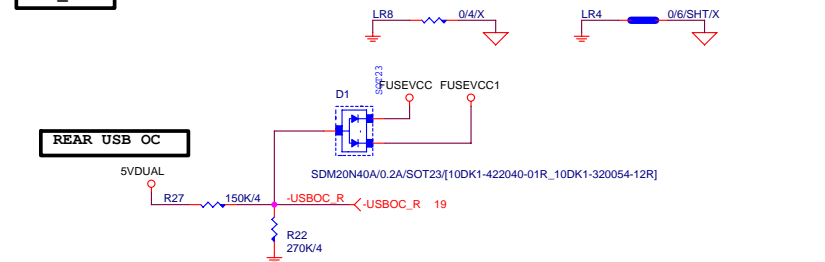 LR8 0/4/X LR4 0/6/SHT/X
SOT23
D1 FUSEVCC FUSEVCC1
REAR USB OC
5VDUAL SDM20N40A/0.2A/SOT23/[10DK1-422040-01R_10DK1-320054-12R]
R27 150K/4 -USBOC_R -USBOC_R 19
R22
270K/4